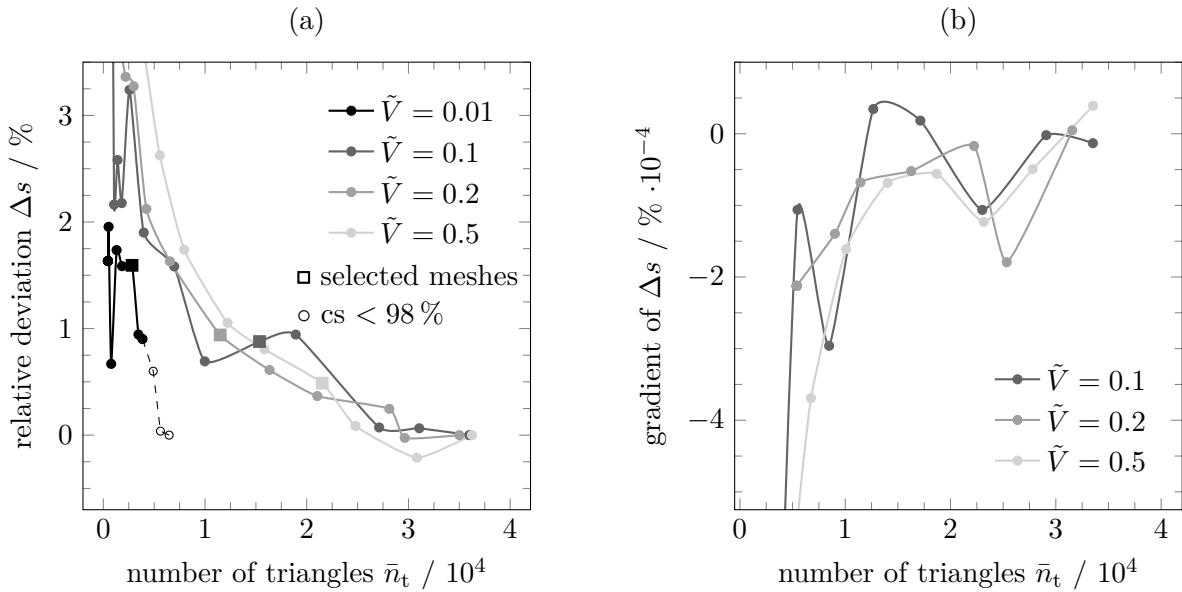 (a)
relative deviation Δs / %
3
2
1
0
0
1
2
3
4
number of triangles n̄ₜ / 10⁴
Ṽ = 0.01
Ṽ = 0.1
Ṽ = 0.2
Ṽ = 0.5
selected meshes
cs < 98 %
(b)
gradient of Δs / % ·10⁻⁴
0
−2
−4
0
1
2
3
4
number of triangles n̄ₜ / 10⁴
Ṽ = 0.1
Ṽ = 0.2
Ṽ = 0.5